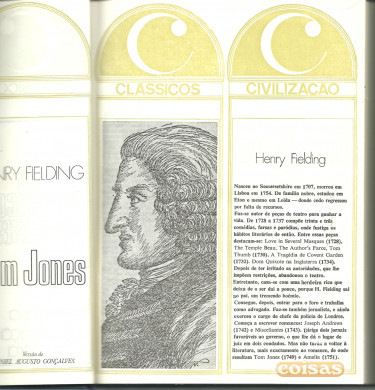 NRY FIELDING
m Jones
Versão de
AUGUSTO GONÇALVES
C
CLÁSSICOS
C
CIVILIZAÇÃO
Henry Fielding
Nasceu no Somersetshire em 1707, morreu em
Lisboa em 1754. De família nobre, estudou em
Eton e mesmo em Leida — donde cedo regressou
por falta de recursos.
Faz-se autor de peças de teatro para ganhar a
vida. De 1728 a 1737 compõe trinta e três
comédias, farsas e paródias, onde fustiga os
hábitos literários de então. Entre essas peças
destacam-se: Love in Several Masques (1728),
The Temple Beau, The Author's Farce, Tom
Thumb (1730), A Tragédia de Covent Garden
(1732), Dom Quixote na Inglaterra (1734).
Depois de ter irritado as autoridades, que lhe
impõem restrições, abandonou o teatro.
Entretanto, casa-se com uma herdeira rica que
deixa de o ser daí a pouco, porque H. Fielding sai
ao pai, um tremendo boémio.
Consegue, depois, entrar para o foro e trabalha
como advogado. Faz-se também jornalista, e ainda
exerceu o cargo de chefe da polícia de Londres.
Começa a escrever romances: Joseph Andrews
(1742) e Miscellanies (1743). Dirige dois jornais
favoráveis ao governo, o que lhe dá o lugar de
juiz em dois condados. Mas não tarda a voltar à
literatura, mais exactamente ao romance, de onde
resultam Tom Jones (1749) e Amelia (1751).
coisas